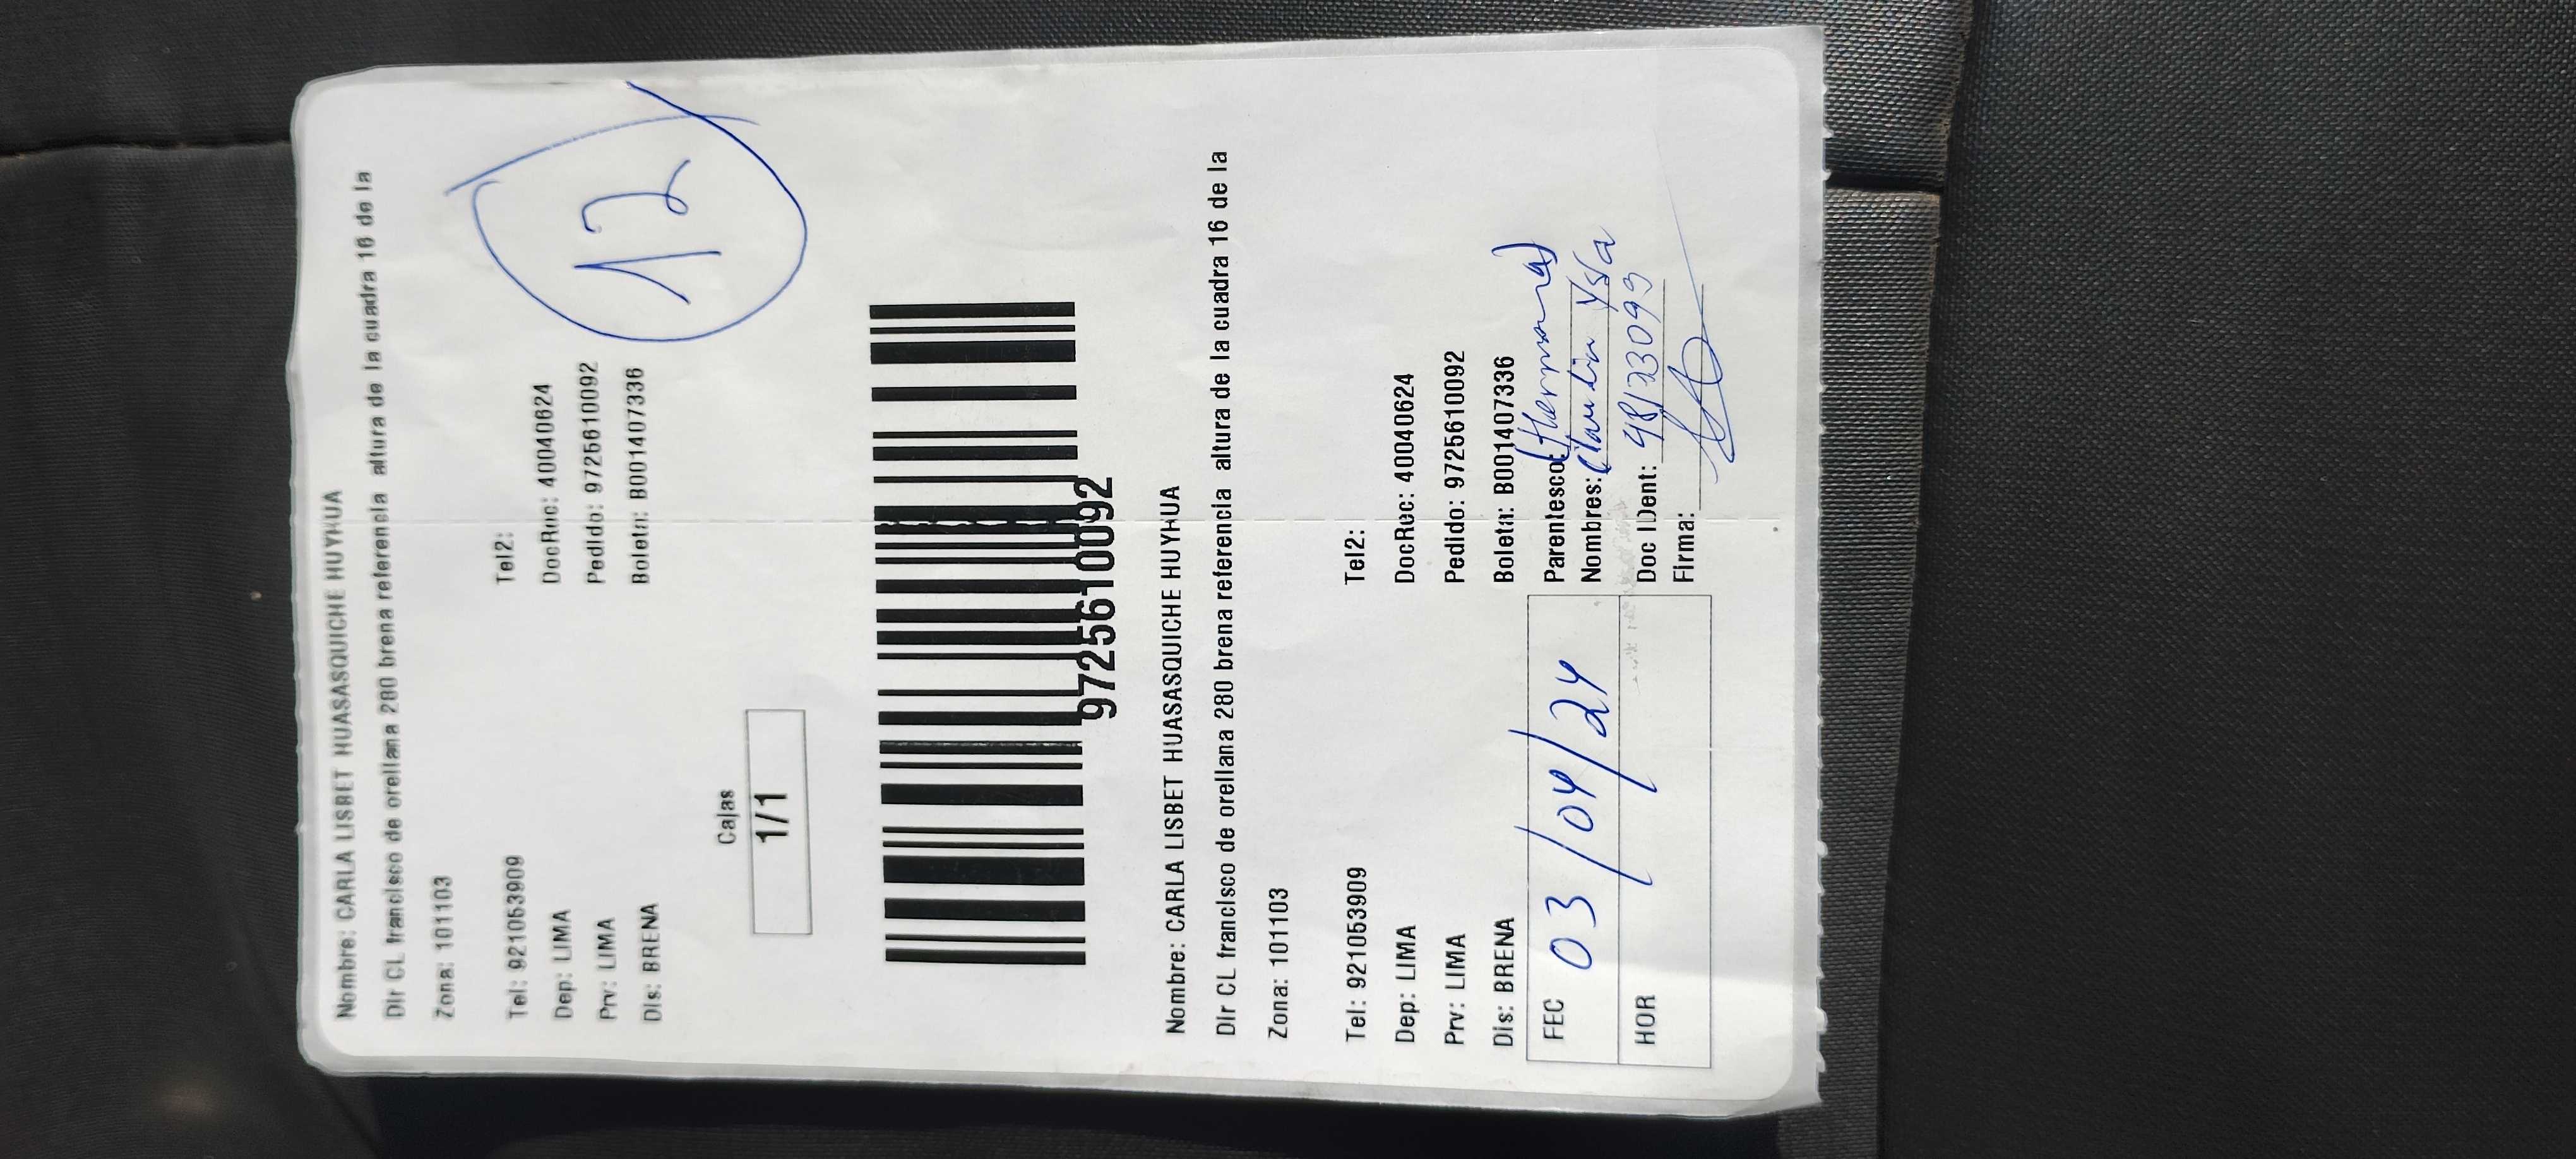 Nombre: CARLA LISBET HUASASQUICHE HUYHUA
Dir CL francisco de orellana 280 brena referencia altura de la cuadra 16 de la
Zona: 101103
Tel: 921053909 Tel2:
Dep: LIMA DocRec: 40040624
Prv: LIMA Pedido: 9725610092
Dis: BRENA Boleta: B001407336
12
Cajas
1/1
9725610092
Nombre: CARLA LISBET HUASASQUICHE HUYHUA
Dir CL francisco de orellana 280 brena referencia altura de la cuadra 16 de la
Zona: 101103
Tel: 921053909 Tel2:
Dep: LIMA DocRec: 40040624
Prv: LIMA Pedido: 9725610092
Dis: BRENA Boleta: B001407336
FEC 03/04/24
HOR
Parentesco: (Hermana)
Nombres: Claudia
Doc IDent:
Firma: